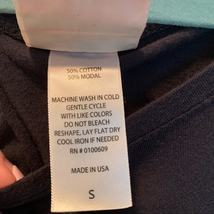 50% COTTON
50% MODAL
MACHINE WASH IN COLD
GENTLE CYCLE
WITH LIKE COLORS
DO NOT BLEACH
RESHAPE, LAY FLAT DRY
COOL IRON IF NEEDED
RN # 0100609
MADE IN USA
S